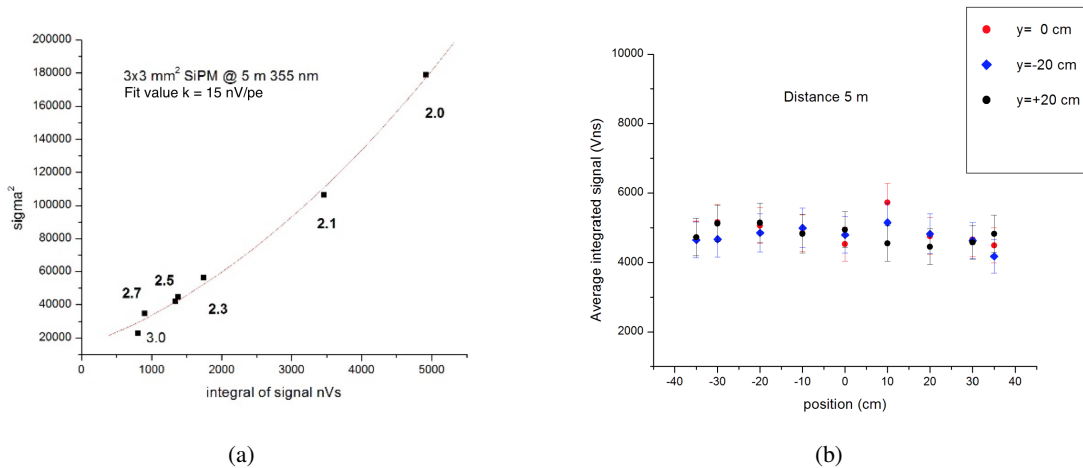 200000
180000
160000
140000
120000
100000
80000
60000
40000
20000
sigma²
3x3 mm² SiPM @ 5 m 355 nm
Fit value k = 15 nV/pe
2.0
2.1
2.5
2.7
2.3
3.0
0 1000 2000 3000 4000 5000
integral of signal nVs
(a)
y= 0 cm
y=-20 cm
y=+20 cm
10000
8000
6000
4000
2000
Average integrated signal (Vns)
Distance 5 m
-40 -30 -20 -10 0 10 20 30 40
position (cm)
(b)